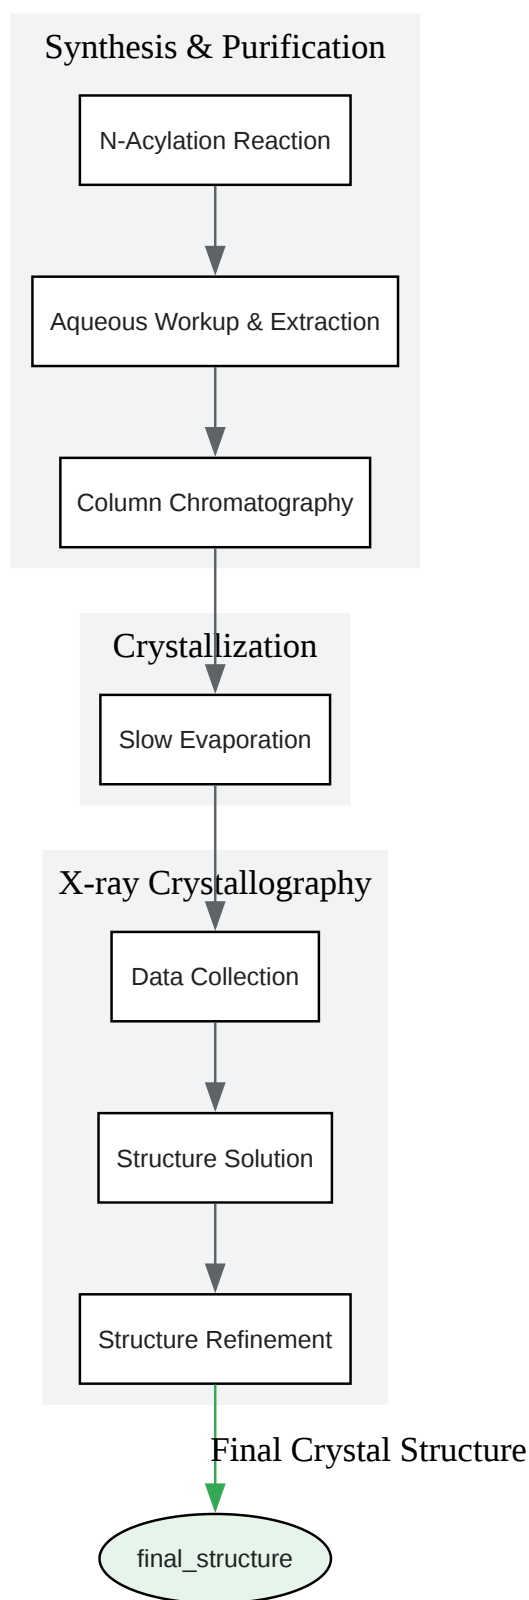 Synthesis & Purification
N-Acylation Reaction
Aqueous Workup & Extraction
Column Chromatography
Crystallization
Slow Evaporation
X-ray Crystallography
Data Collection
Structure Solution
Structure Refinement
Final Crystal Structure
final_structure